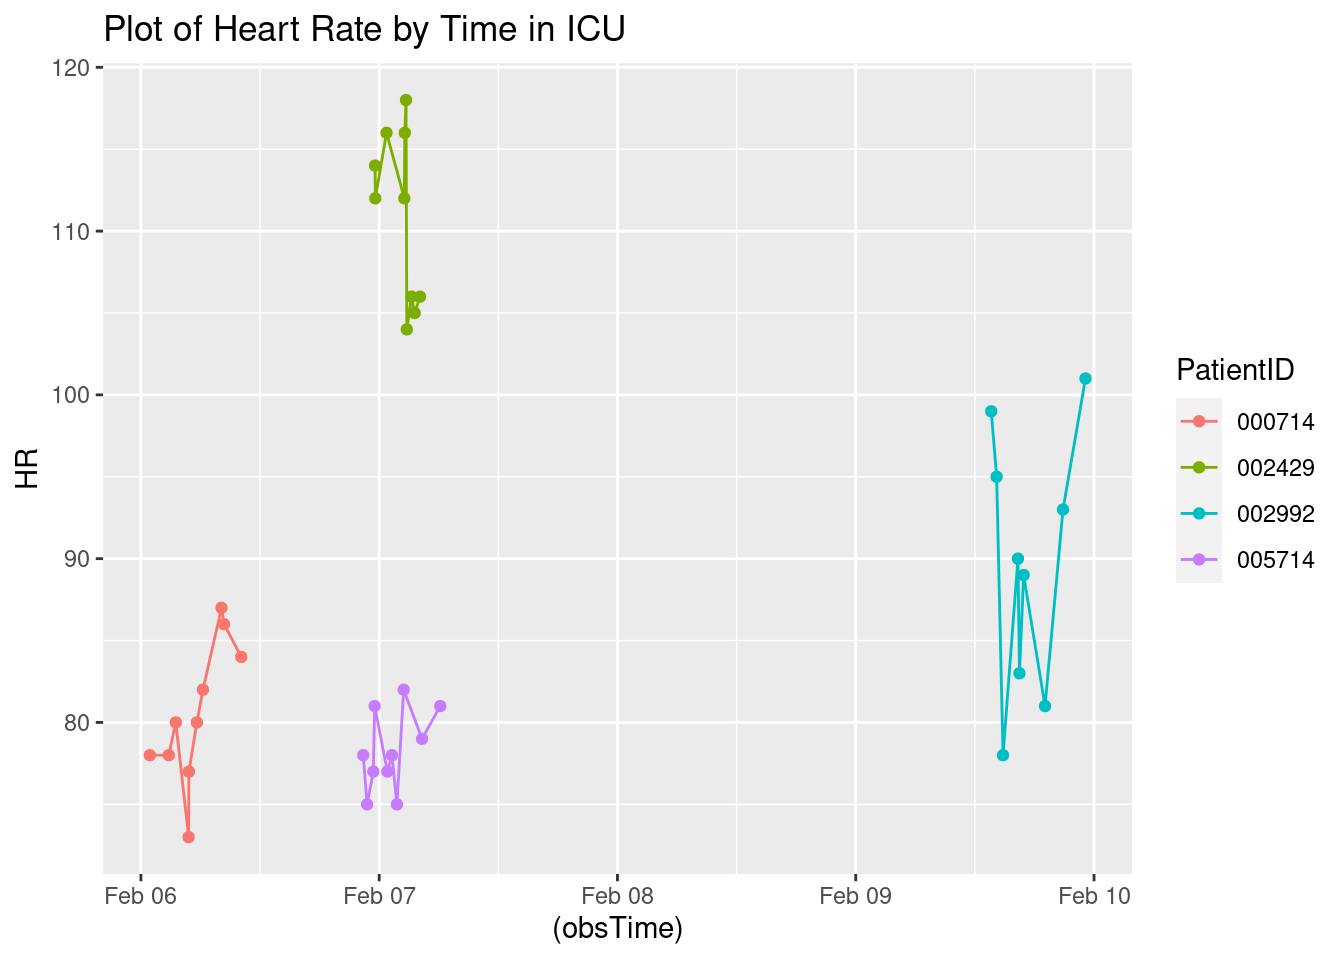 Plot of Heart Rate by Time in ICU
120
110
100
90
80
HR
Feb 06
Feb 07
Feb 08
Feb 09
Feb 10
(obsTime)
PatientID
000714
002429
002992
005714